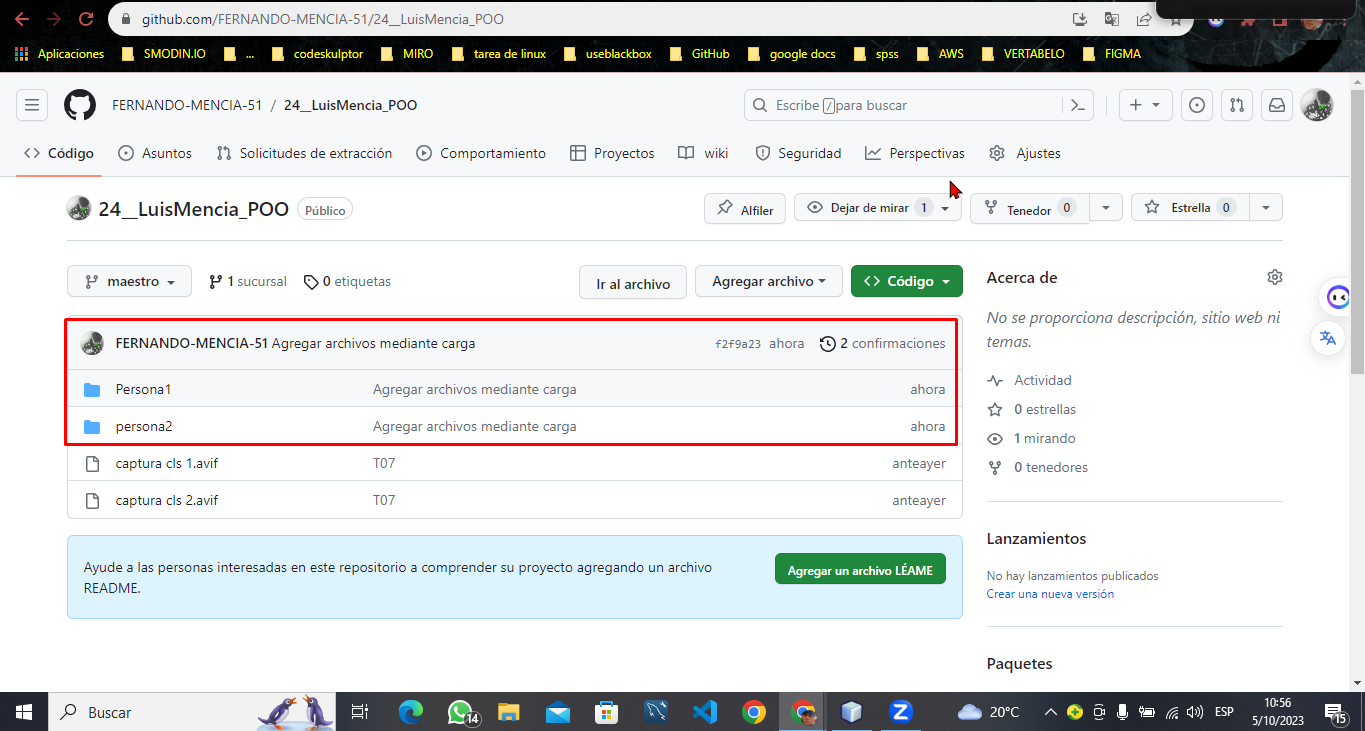 github.com/FERNANDO-MENCIA-51/24__LuisMencia_POO
Aplicaciones SMODIN.IO ... codeskulptor MIRO tarea de linux useblackbox GitHub google docs spss AWS VERTABELO FIGMA
FERNANDO-MENCIA-51 / 24__LuisMencia_POO Escribe / para buscar
Código Asuntos Solicitudes de extracción Comportamiento Proyectos wiki Seguridad Perspectivas Ajustes
24__LuisMencia_POO Público Alfiler Dejar de mirar 1 Tenedor 0 Estrella 0
maestro 1 sucursal 0 etiquetas Ir al archivo Agregar archivo Código
FERNANDO-MENCIA-51 Agregar archivos mediante carga f2f9a23 ahora 2 confirmaciones
Persona1 Agregar archivos mediante carga ahora
persona2 Agregar archivos mediante carga ahora
captura cls 1.avif T07 anteayer
captura cls 2.avif T07 anteayer
Ayude a las personas interesadas en este repositorio a comprender su proyecto agregando un archivo
README.
Agregar un archivo LÉAME
Acerca de
No se proporciona descripción, sitio web ni
temas.
Actividad
0 estrellas
1 mirando
0 tenedores
Lanzamientos
No hay lanzamientos publicados
Crear una nueva versión
Paquetes
Buscar 14 20°C ESP 10:56
5/10/2023 15